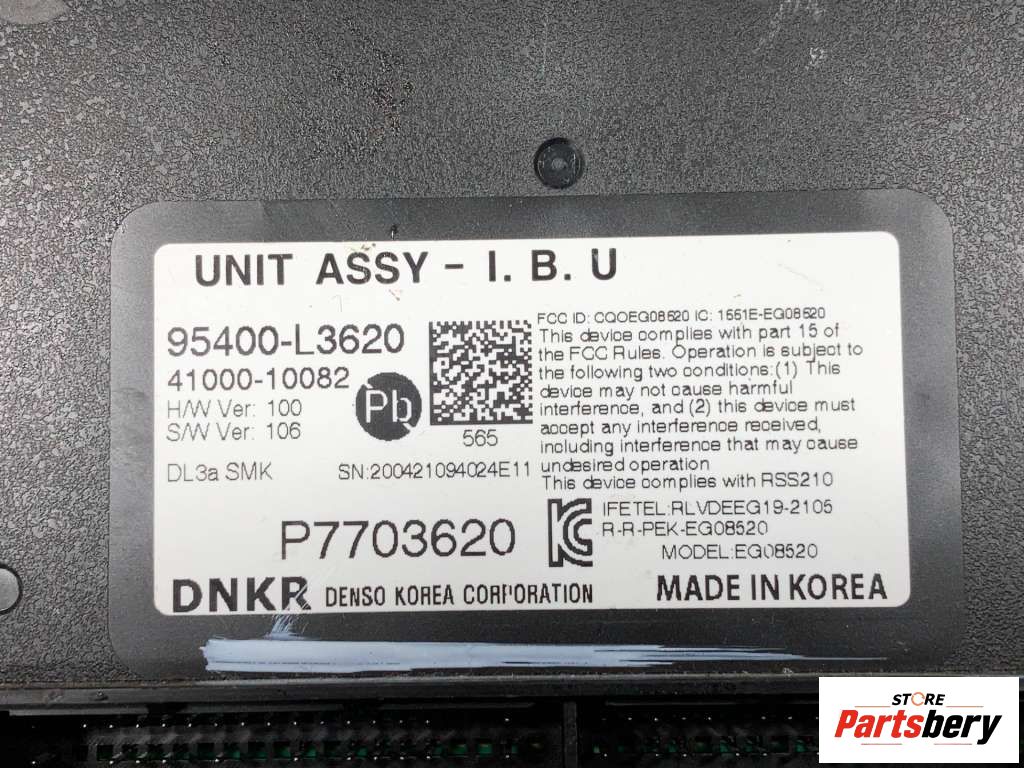 UNIT ASSY - I. B. U
95400-L3620
41000-10082
H/W Ver: 100
S/W Ver: 106
Pb
565
DL3a SMK
SN:200421094024E11
FCC ID: CQOEG08520 IC: 1551E-EG08520
This device complies with part 15 of
the FCC Rules. Operation is subject to
the following two conditions:(1) This
device may not cause harmful
interference, and (2) this device must
accept any interference received,
including interference that may cause
undesired operation
This device complies with RSS210
P7703620
IFETEL:RLVDEEG19-2105
R-R-PEK-EG08520
MODEL:EG08520
DNKR DENSO KOREA CORPORATION
MADE IN KOREA
STORE
Partsbery